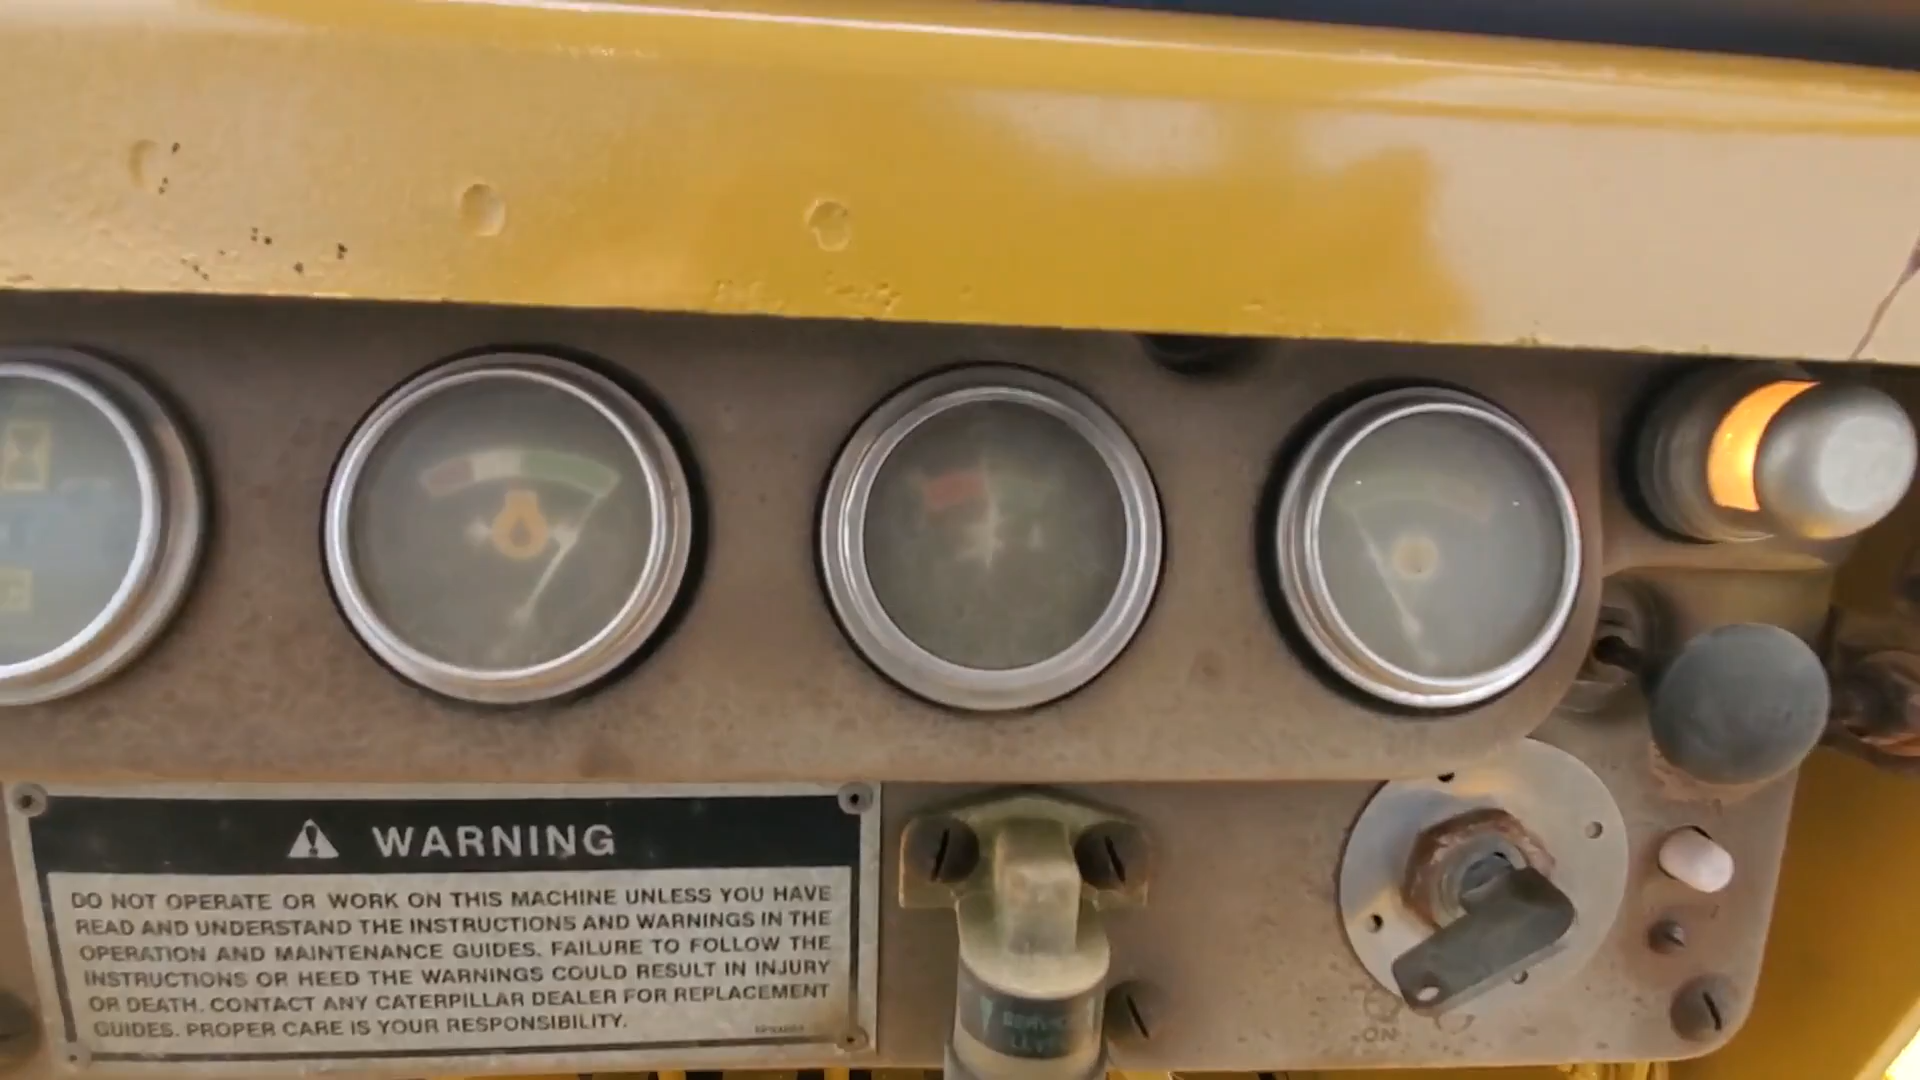 WARNING
DO NOT OPERATE OR WORK ON THIS MACHINE UNLESS YOU HAVE
READ AND UNDERSTAND THE INSTRUCTIONS AND WARNINGS IN THE
OPERATION AND MAINTENANCE GUIDES. FAILURE TO FOLLOW THE
INSTRUCTIONS OR HEED THE WARNINGS COULD RESULT IN INJURY
OR DEATH. CONTACT ANY CATERPILLAR DEALER FOR REPLACEMENT
GUIDES. PROPER CARE IS YOUR RESPONSIBILITY.
ON